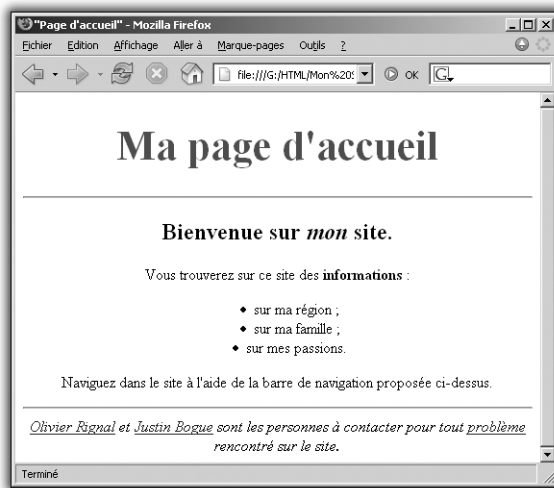 "Page d'accueil" - Mozilla Firefox
Fichier Edition Affichage Aller à Marque-pages Outils ?
file:///G:/HTML/Mon%20S OK G
Ma page d'accueil
Bienvenue sur mon site.
Vous trouverez sur ce site des informations :
• sur ma région ;
• sur ma famille ;
• sur mes passions.
Naviguez dans le site à l'aide de la barre de navigation proposée ci-dessus.
Olivier Rignal et Justin Bogue sont les personnes à contacter pour tout problème
rencontré sur le site.
Terminé